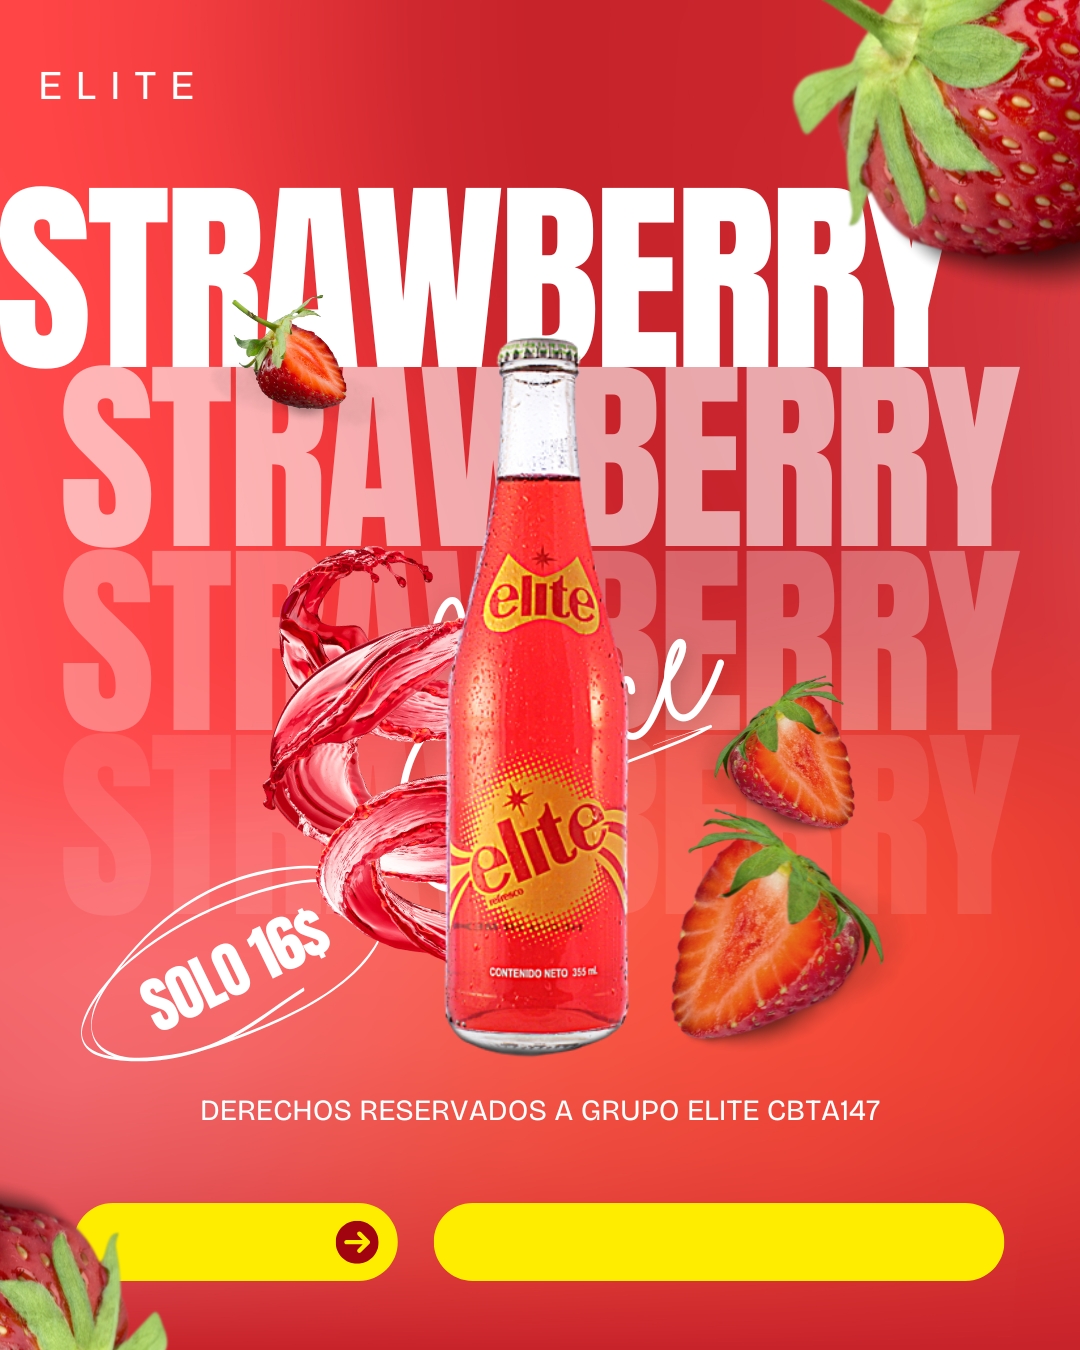 ELITE
STRAWBERRY
STRAWBERRY
STRAWBERRY
STRAWBERRY
elite
elite
refresco
CONTENIDO NETO 355 mL
SOLO 16$
DERECHOS RESERVADOS A GRUPO ELITE CBTA147